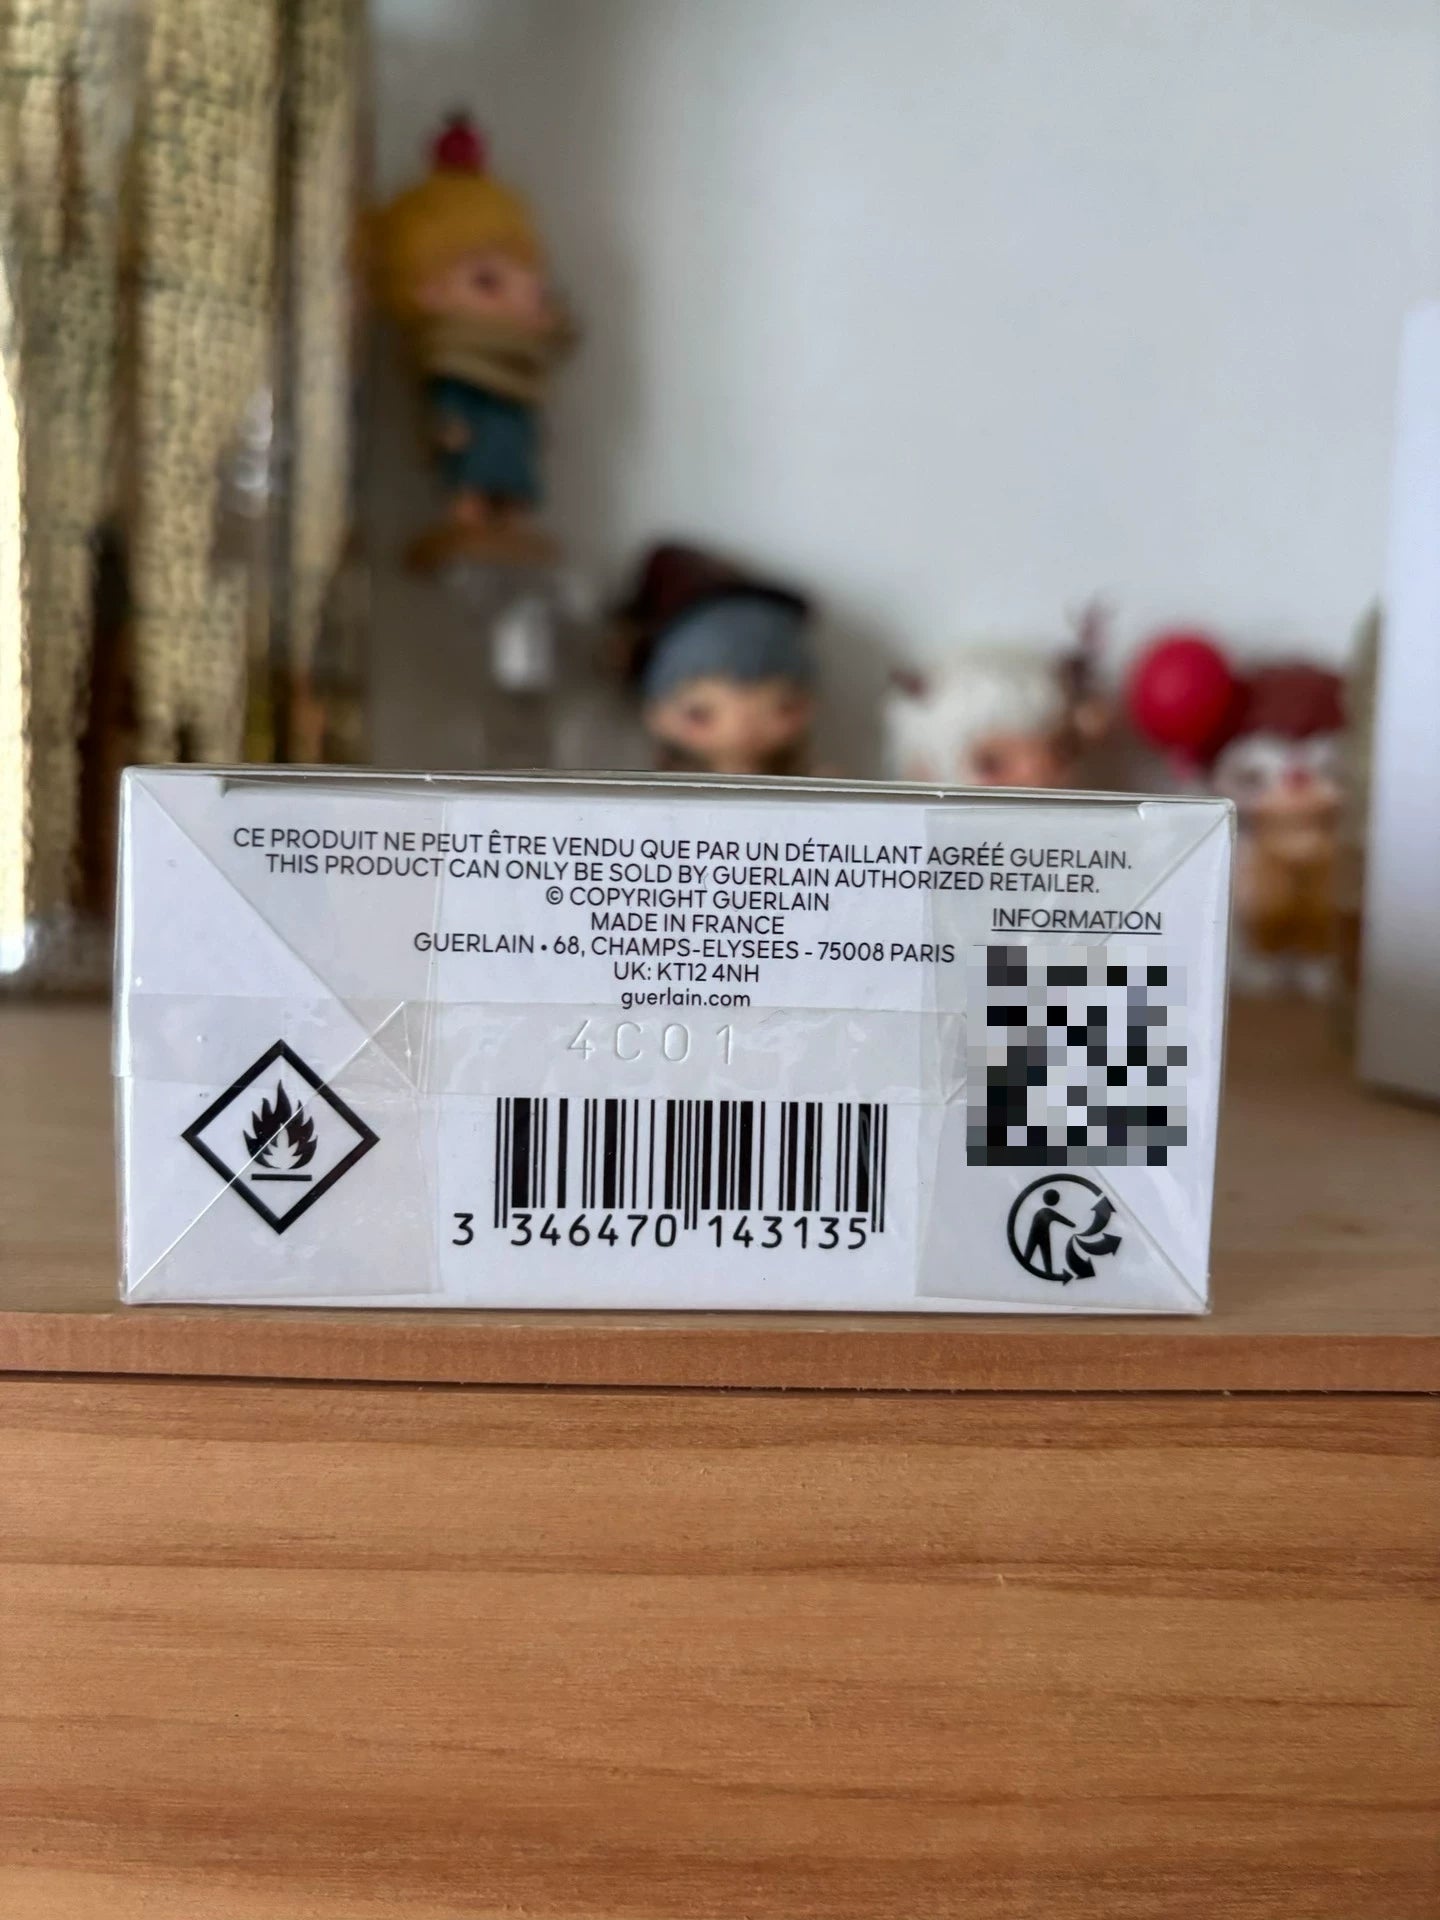 CE PRODUIT NE PEUT ÊTRE VENDU QUE PAR UN DÉTAILLANT AGRÉÉ GUERLAIN.
THIS PRODUCT CAN ONLY BE SOLD BY GUERLAIN AUTHORIZED RETAILER.
© COPYRIGHT GUERLAIN
MADE IN FRANCE
GUERLAIN • 68, CHAMPS-ELYSEES - 75008 PARIS
UK: KT12 4NH
guerlain.com
INFORMATION
4C01
3 346470 143135